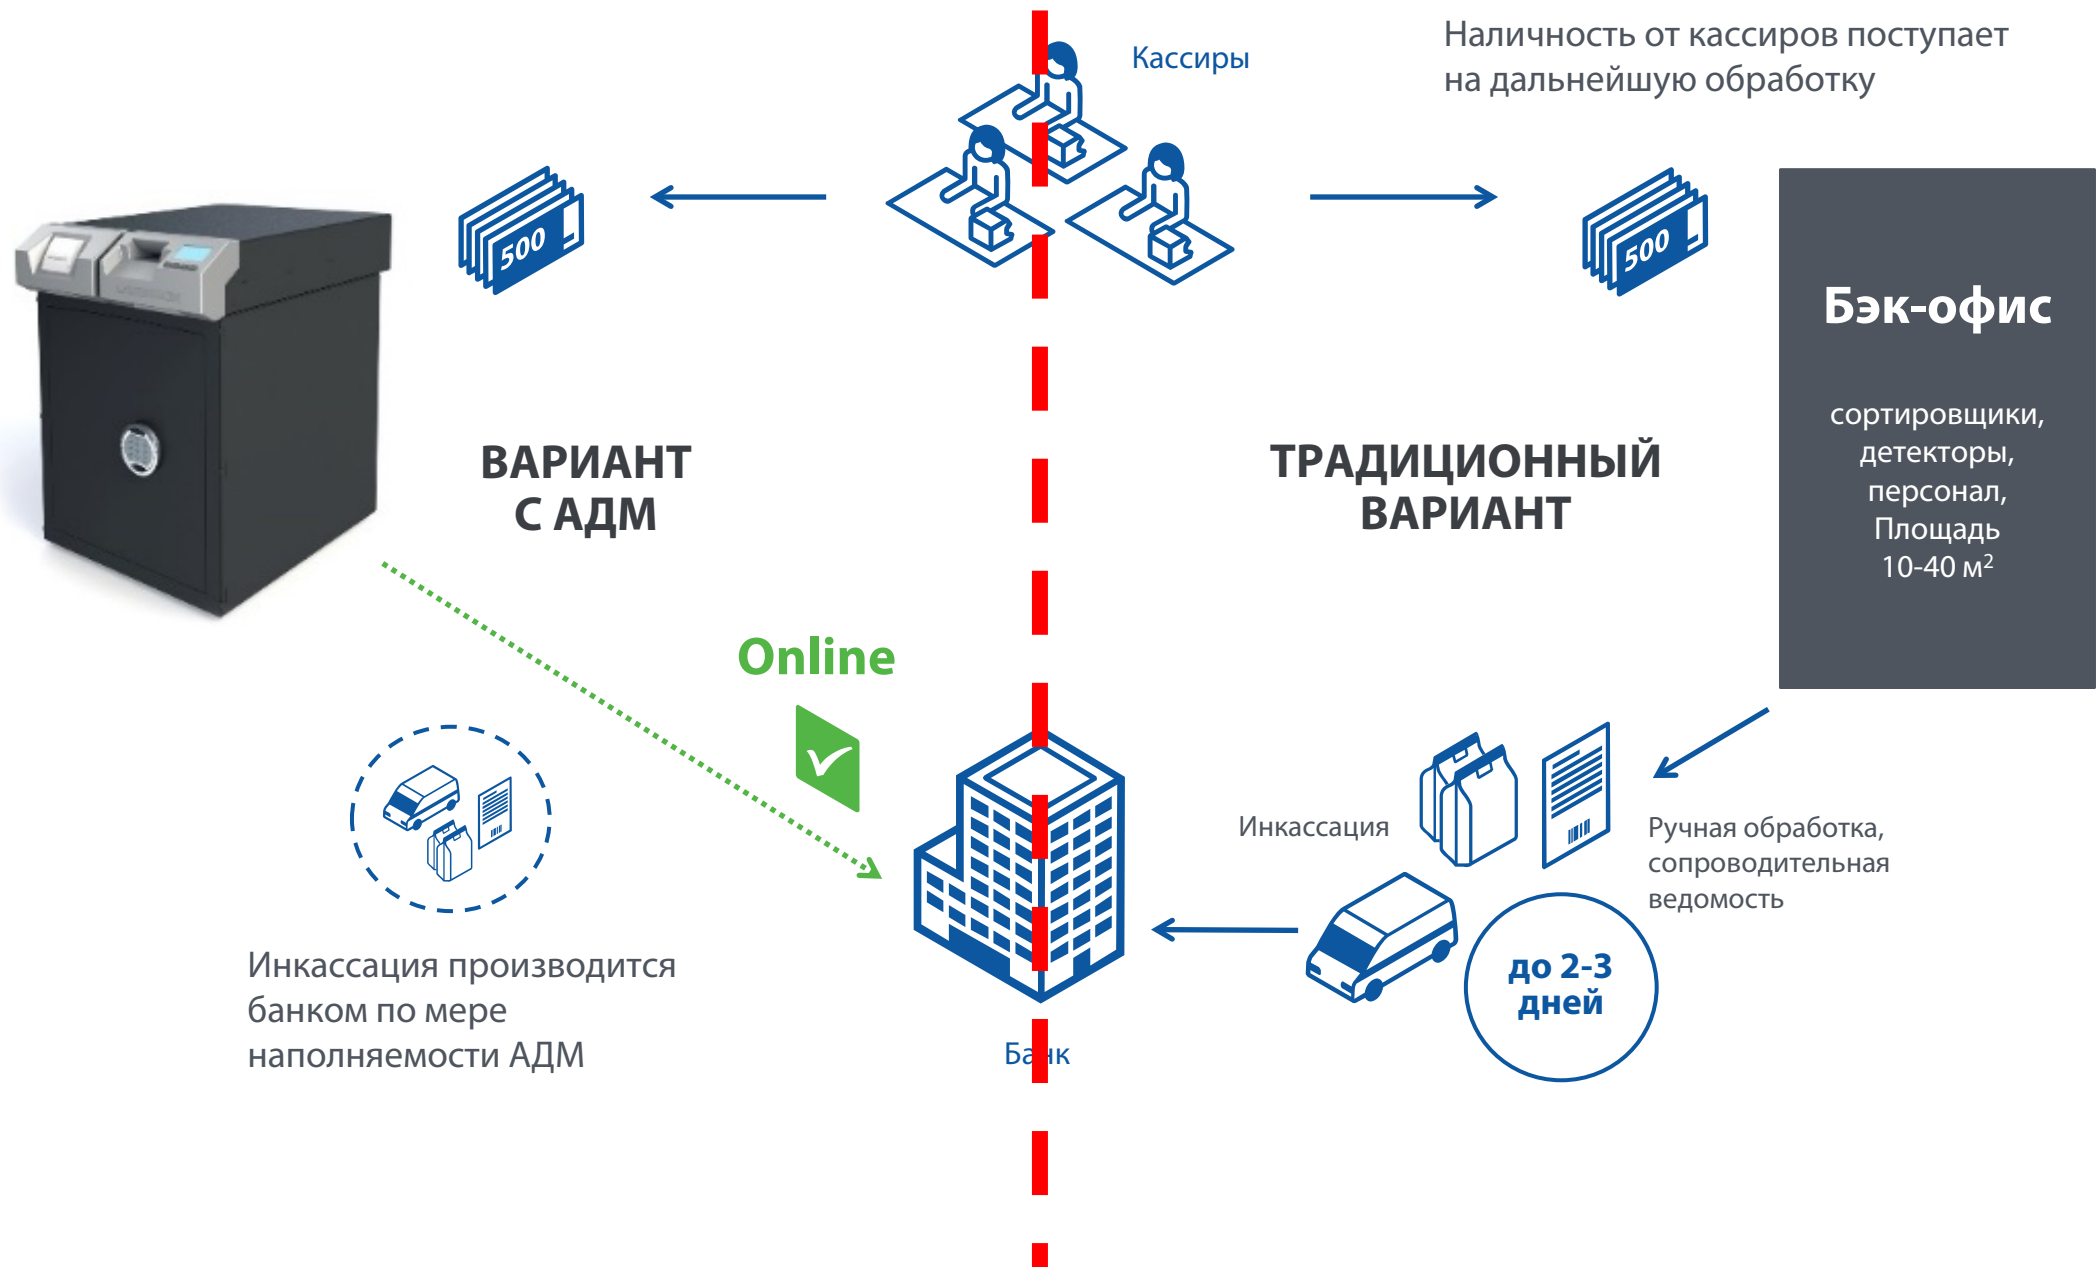 Кассиры
Наличность от кассиров поступает
на дальнейшую обработку
500
500
Бэк-офис
сортировщики,
детекторы,
персонал,
Площадь
10-40 м²
ВАРИАНТ
С АДМ
ТРАДИЦИОННЫЙ
ВАРИАНТ
Online
Инкассация
Ручная обработка,
сопроводительная
ведомость
до 2-3
дней
Инкассация производится
банком по мере
наполняемости АДМ
Банк